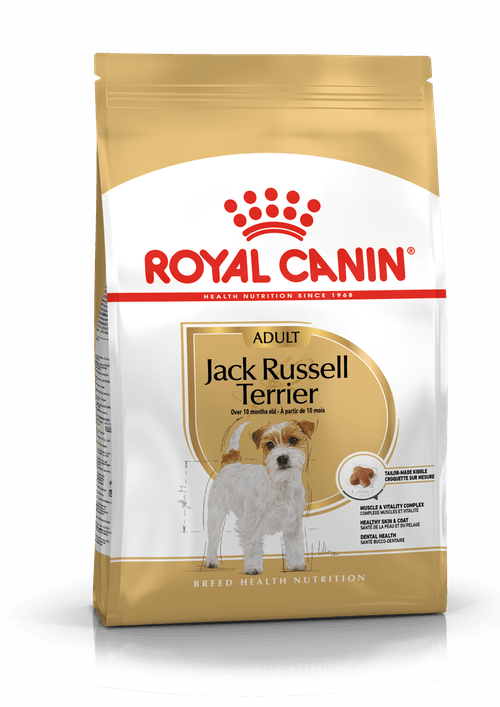 ROYAL CANIN®
HEALTH NUTRITION SINCE 1968
ADULT
Jack Russell
Terrier
Over 10 months old - À partir de 10 mois
TAILOR-MADE KIBBLE
CROQUETTE SUR MESURE
MUSCLE & VITALITY COMPLEX
COMPLEXE MUSCLES ET VITALITÉ
HEALTHY SKIN & COAT
SANTÉ DE LA PEAU ET DU PELAGE
DENTAL HEALTH
SANTÉ BUCCO-DENTAIRE
BREED HEALTH NUTRITION